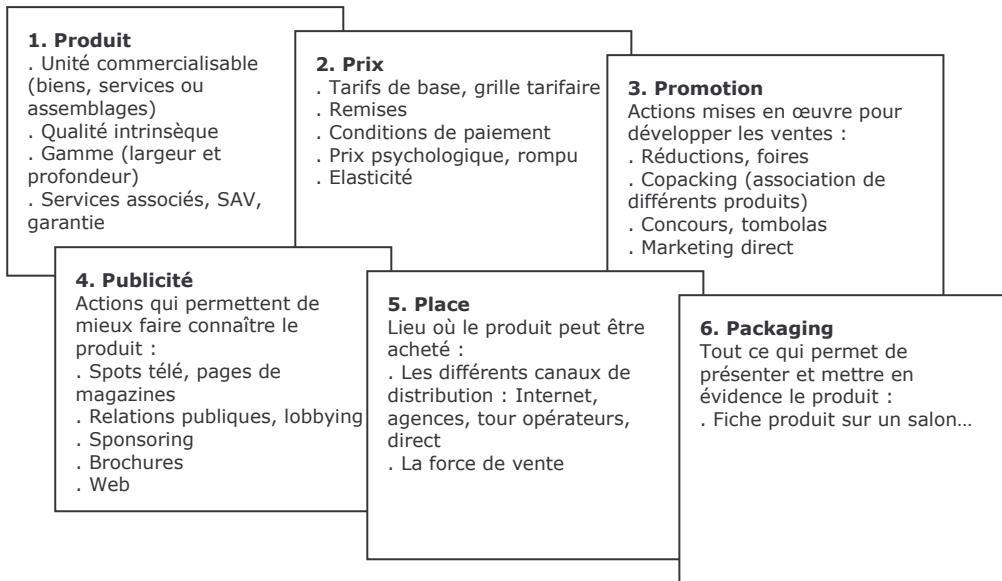 1. Produit
. Unité commercialisable
(biens, services ou
assemblages)
. Qualité intrinsèque
. Gamme (largeur et
profondeur)
. Services associés, SAV,
garantie
2. Prix
. Tarifs de base, grille tarifaire
. Remises
. Conditions de paiement
. Prix psychologique, rompu
. Elasticité
3. Promotion
Actions mises en œuvre pour
développer les ventes :
. Réductions, foires
. Copacking (association de
différents produits)
. Concours, tombolas
. Marketing direct
4. Publicité
Actions qui permettent de
mieux faire connaître le
produit :
. Spots télé, pages de
magazines
. Relations publiques, lobbying
. Sponsoring
. Brochures
. Web
5. Place
Lieu où le produit peut être
acheté :
. Les différents canaux de
distribution : Internet,
agences, tour opérateurs,
direct
. La force de vente
6. Packaging
Tout ce qui permet de
présenter et mettre en
évidence le produit :
. Fiche produit sur un salon…